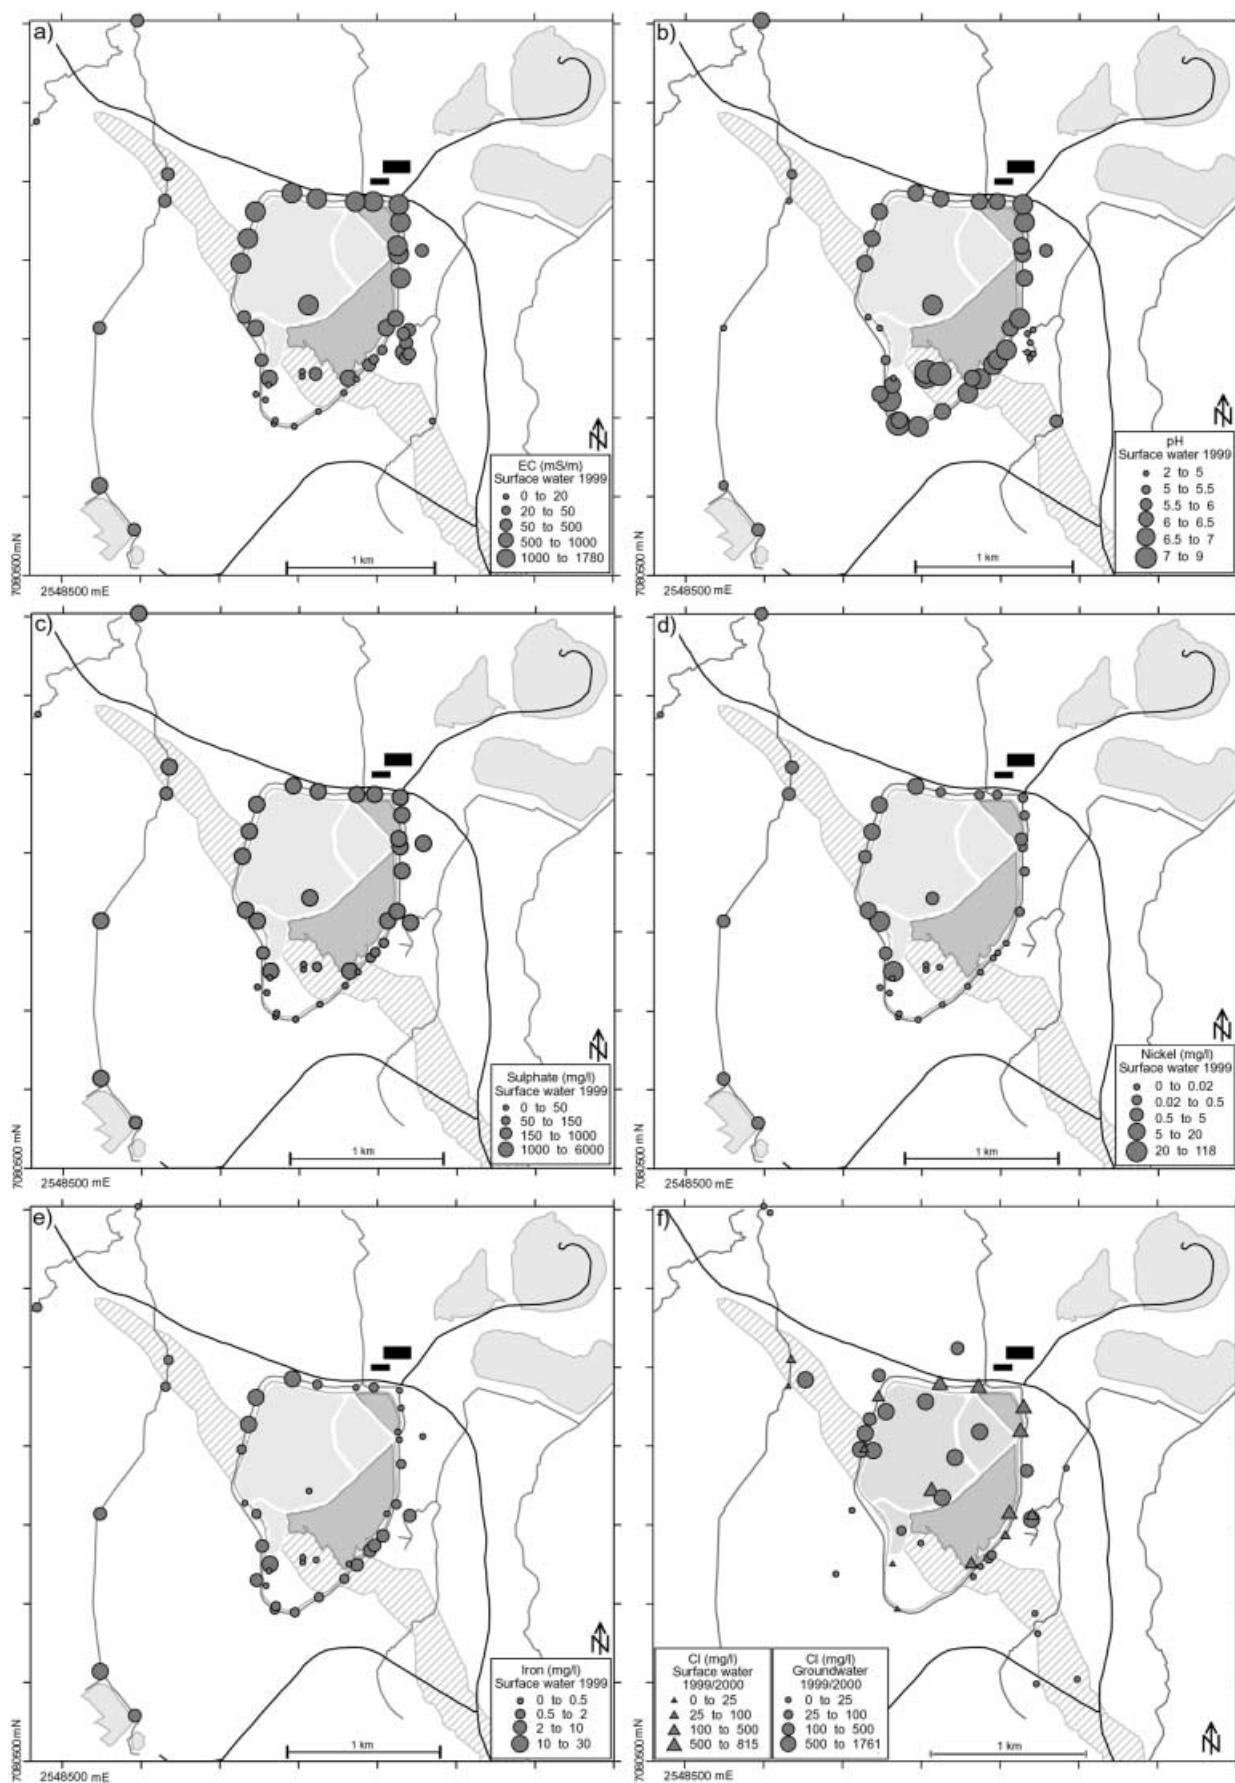 a)
N
EC (mS/m)
Surface water 1999
0 to 20
20 to 50
50 to 500
500 to 1000
1000 to 1780
1 km
7080500 mN
2548500 mE
b)
N
pH
Surface water 1999
2 to 5
5 to 5.5
5.5 to 6
6 to 6.5
6.5 to 7
7 to 9
1 km
7080500 mN
2548500 mE
c)
N
Sulphate (mg/l)
Surface water 1999
0 to 50
50 to 150
150 to 1000
1000 to 6000
1 km
7080500 mN
2548500 mE
d)
N
Nickel (mg/l)
Surface water 1999
0 to 0.02
0.02 to 0.5
0.5 to 5
5 to 20
20 to 118
1 km
7080500 mN
2548500 mE
e)
N
Iron (mg/l)
Surface water 1999
0 to 0.5
0.5 to 2
2 to 10
10 to 30
1 km
7080500 mN
2548500 mE
f)
Cl (mg/l)
Surface water
1999/2000
0 to 25
25 to 100
100 to 500
500 to 815
Cl (mg/l)
Groundwater
1999/2000
0 to 25
25 to 100
100 to 500
500 to 1761
1 km
N
7080500 mN
2548500 mE